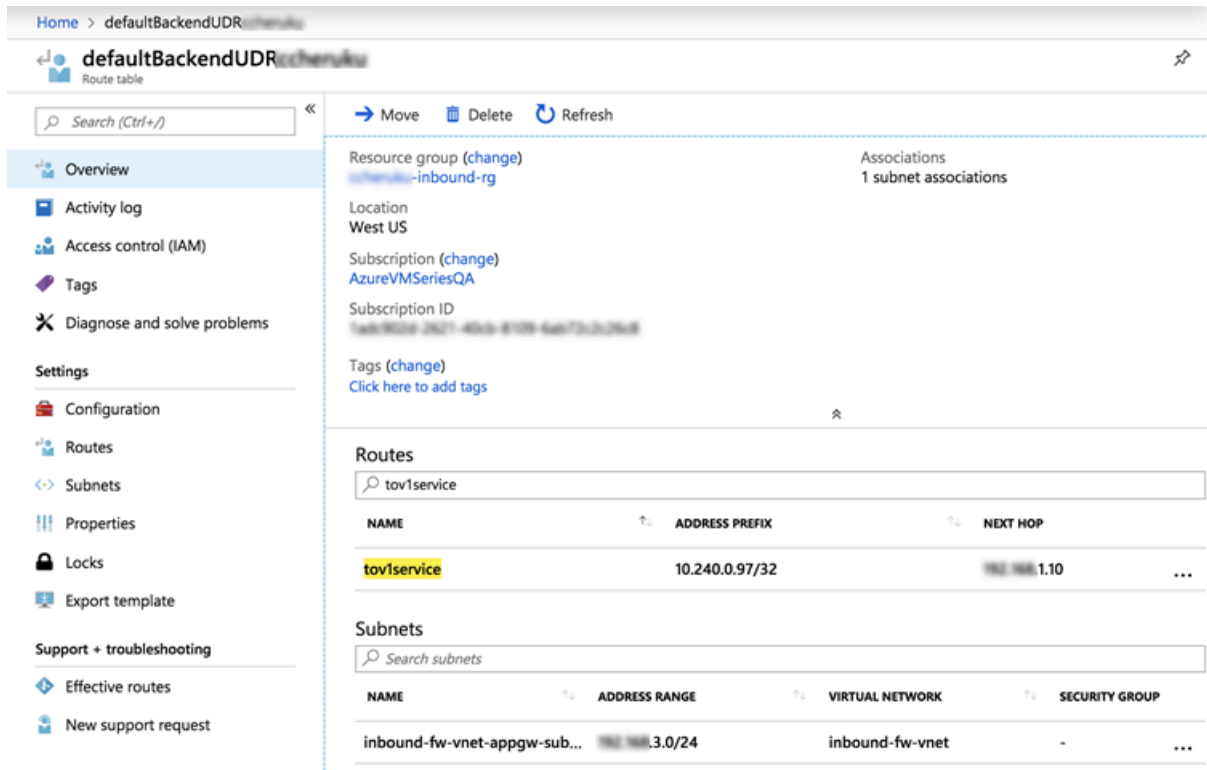 Home > defaultBackendUDR
defaultBackendUDR
Route table
Search (Ctrl+/)
«
Move Delete Refresh
Overview
Activity log
Access control (IAM)
Tags
Diagnose and solve problems
Settings
Configuration
Routes
Subnets
Properties
Locks
Export template
Support + troubleshooting
Effective routes
New support request
Resource group (change)
-inbound-rg
Location
West US
Subscription (change)
AzureVMSeriesQA
Subscription ID
Tags (change)
Click here to add tags
Associations
1 subnet associations
Routes
tov1service
NAME ADDRESS PREFIX NEXT HOP
tov1service 10.240.0.97/32 .1.10 ...
Subnets
Search subnets
NAME ADDRESS RANGE VIRTUAL NETWORK SECURITY GROUP
inbound-fw-vnet-appgw-sub... .3.0/24 inbound-fw-vnet - ...